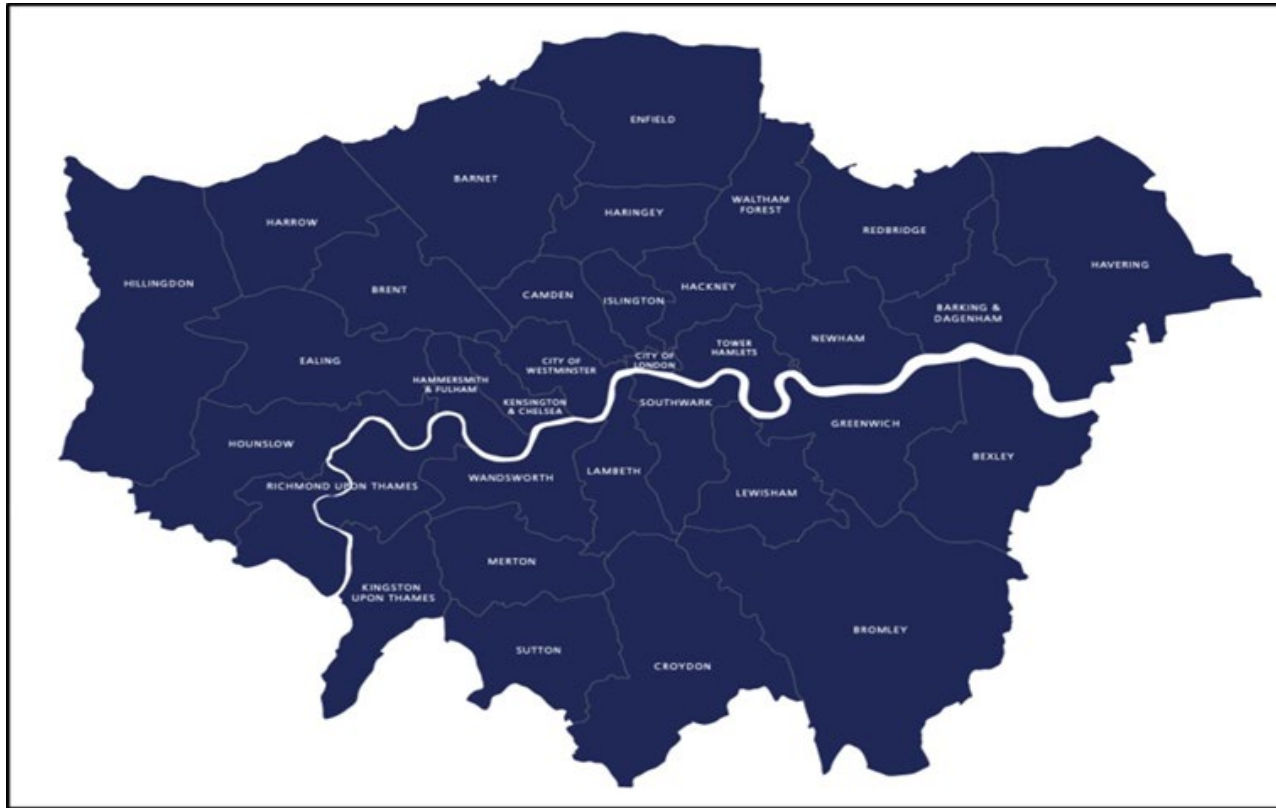 ENFIELD
BARNET
HARINGEY
WALTHAM
FOREST
HARROW
REDBRIDGE
HAVERING
HILLINGDON
BRENT
CAMDEN
ISLINGTON
HACKNEY
BARKING &
DAGENHAM
EALING
HAMMERSMITH
& FULHAM
CITY OF
WESTMINSTER
KENSINGTON
& CHELSEA
CITY OF
LONDON
TOWER
HAMLETS
NEWHAM
SOUTHWARK
GREENWICH
HOUNSLOW
BEXLEY
RICHMOND UPON THAMES
WANDSWORTH
LAMBETH
LEWISHAM
MERTON
KINGSTON
UPON THAMES
BROMLEY
SUTTON
CROYDON